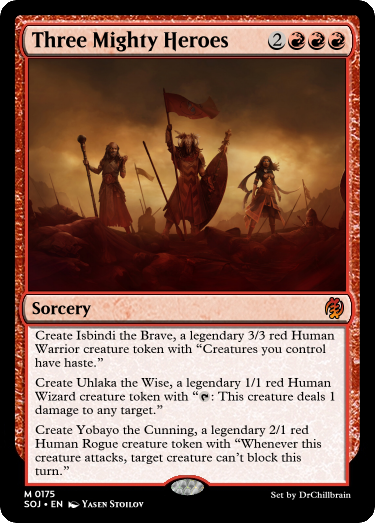 Three Mighty Heroes 2
Sorcery
Create Isbindi the Brave, a legendary 3/3 red Human
Warrior creature token with “Creatures you control
have haste.”
Create Uhlaka the Wise, a legendary 1/1 red Human
Wizard creature token with “: This creature deals 1
damage to any target.”
Create Yobayo the Cunning, a legendary 2/1 red
Human Rogue creature token with “Whenever this
creature attacks, target creature can’t block this
turn.”
M 0175
SOJ • EN Yasen Stoilov
Set by DrChillbrain